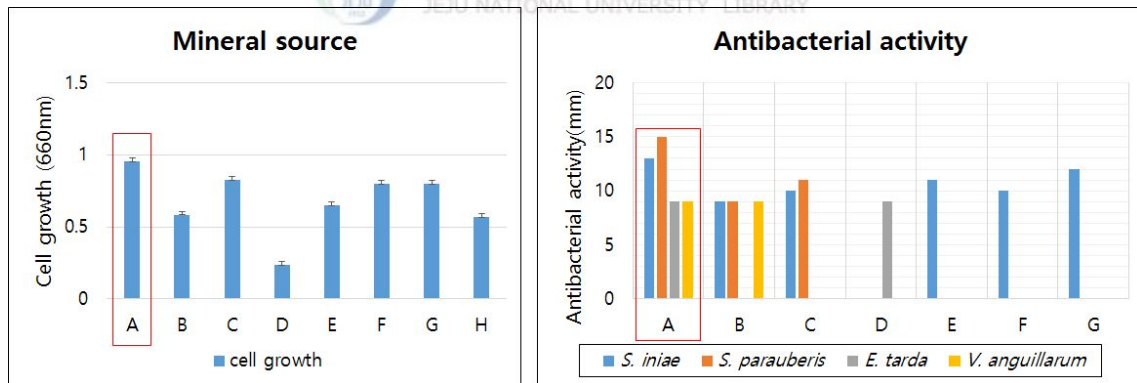 JEJU NATIONAL UNIVERSITY LIBRARY
Mineral source
Cell growth (660nm)
1.5
1
0.5
0
A B C D E F G H
cell growth
Antibacterial activity
Antibacterial activity(mm)
20
15
10
5
0
A B C D E F G
S. iniae S. parauberis E. tarda V. anguillarum